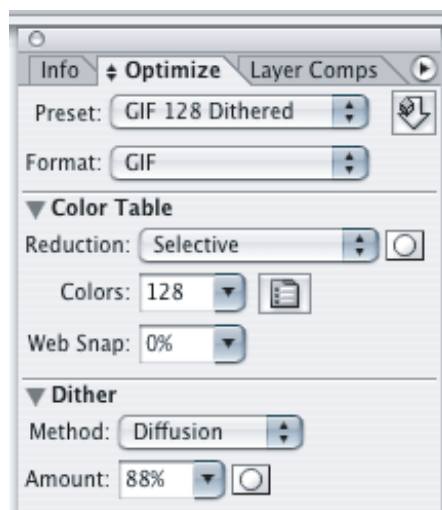 Info Optimize Layer Comps
Preset: GIF 128 Dithered
Format: GIF
Color Table
Reduction: Selective
Colors: 128
Web Snap: 0%
Dither
Method: Diffusion
Amount: 88%